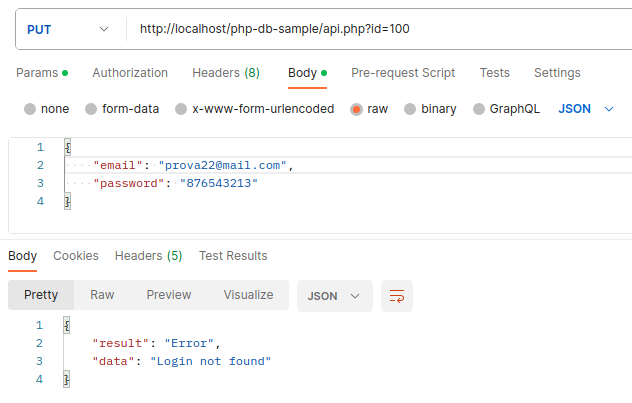 PUT http://localhost/php-db-sample/api.php?id=100
Params Authorization Headers (8) Body Pre-request Script Tests Settings
none form-data x-www-form-urlencoded raw binary GraphQL JSON
1 {
2 "email": "prova22@mail.com",
3 "password": "876543213"
4 }
Body Cookies Headers (5) Test Results
Pretty Raw Preview Visualize JSON
1 {
2 "result": "Error",
3 "data": "Login not found"
4 }